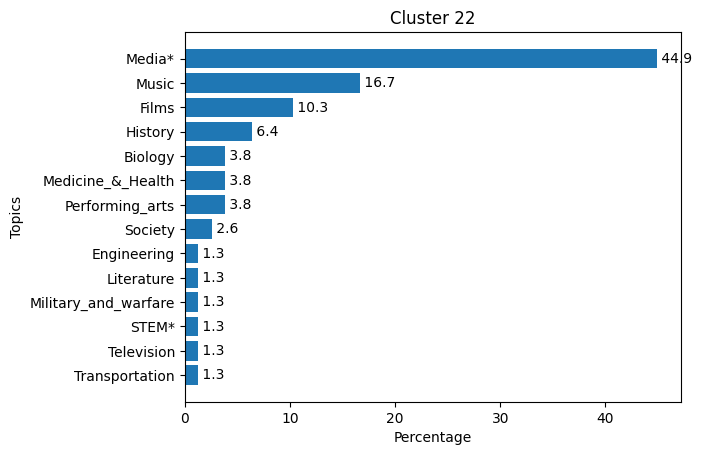 Cluster 22
Topics
Media* 44.9
Music 16.7
Films 10.3
History 6.4
Biology 3.8
Medicine_&_Health 3.8
Performing_arts 3.8
Society 2.6
Engineering 1.3
Literature 1.3
Military_and_warfare 1.3
STEM* 1.3
Television 1.3
Transportation 1.3
0 10 20 30 40
Percentage